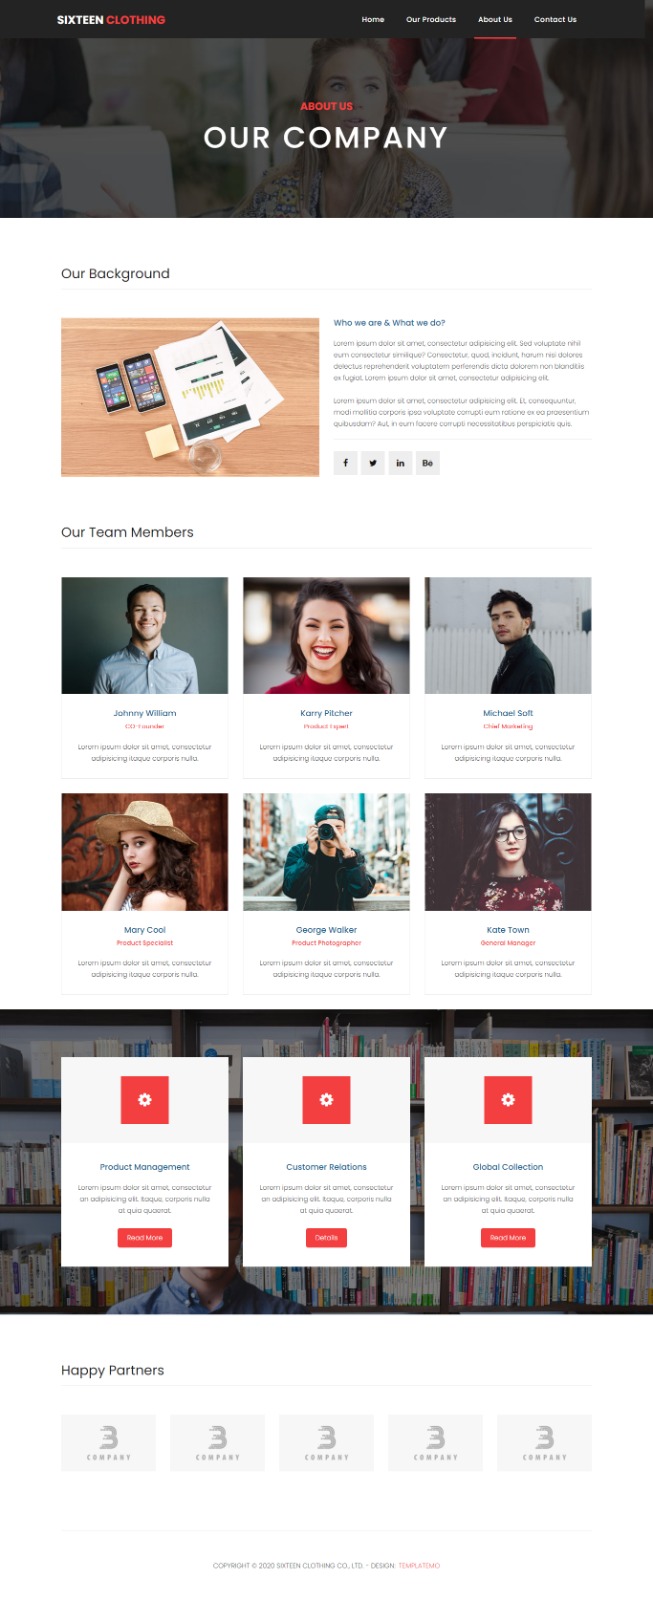 SIXTEEN CLOTHING
Home Our Products About Us Contact Us
ABOUT US
OUR COMPANY
Our Background
Who we are & What we do?
Lorem ipsum dolor sit amet, consectetur adipisicing elit. Sed voluptate nihil
eum consectetur similique? Consectetur, quod, incidunt, harum nisi dolores
delectus reprehenderit voluptatem perferendis dicta dolorem non blanditiis
ex fugiat. Lorem ipsum dolor sit amet, consectetur adipisicing elit.
Lorem ipsum dolor sit amet, consectetur adipisicing elit. Et, consequuntur,
modi mollitia corporis ipsa voluptate corrupti eum ratione ex ea praesentium
quibusdam? Aut, in eum facere corrupti necessitatibus perspiciatis quis.
Our Team Members
Johnny William
CO-Founder
Lorem ipsum dolor sit amet, consectetur
adipisicing itaque corporis nulla.
Karry Pitcher
Product Expert
Lorem ipsum dolor sit amet, consectetur
adipisicing itaque corporis nulla.
Michael Soft
Chief Marketing
Lorem ipsum dolor sit amet, consectetur
adipisicing itaque corporis nulla.
Mary Cool
Product Specialist
Lorem ipsum dolor sit amet, consectetur
adipisicing itaque corporis nulla.
George Walker
Product Photographer
Lorem ipsum dolor sit amet, consectetur
adipisicing itaque corporis nulla.
Kate Town
General Manager
Lorem ipsum dolor sit amet, consectetur
adipisicing itaque corporis nulla.
Product Management
Lorem ipsum dolor sit amet, consectetur
an adipisicing elit. Itaque, corporis nulla
at quia quaerat.
Read More
Customer Relations
Lorem ipsum dolor sit amet, consectetur
an adipisicing elit. Itaque, corporis nulla
at quia quaerat.
Details
Global Collection
Lorem ipsum dolor sit amet, consectetur
an adipisicing elit. Itaque, corporis nulla
at quia quaerat.
Read More
Happy Partners
COMPANY
COMPANY
COMPANY
COMPANY
COMPANY
COPYRIGHT © 2020 SIXTEEN CLOTHING CO., LTD. - DESIGN: TEMPLATEMO